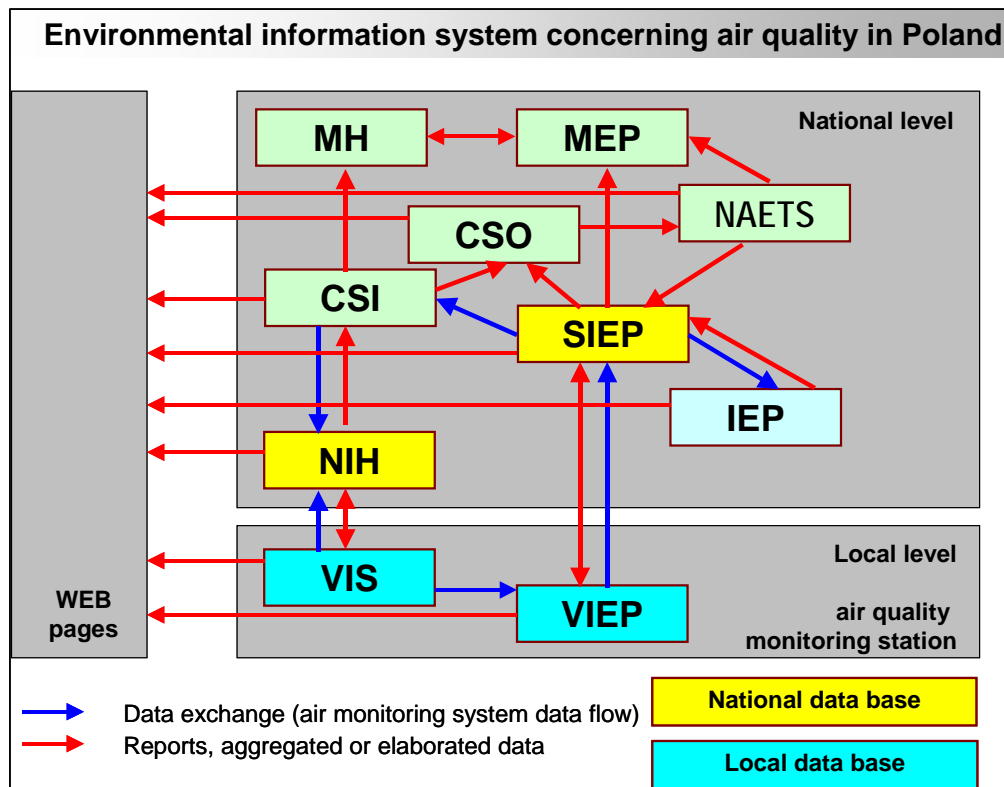 Environmental information system concerning air quality in Poland
National level
MH
MEP
NAETS
CSO
CSI
SIEP
IEP
NIH
Local level
VIS
VIEP
WEB
pages
air quality
monitoring station
Data exchange (air monitoring system data flow)
Reports, aggregated or elaborated data
National data base
Local data base